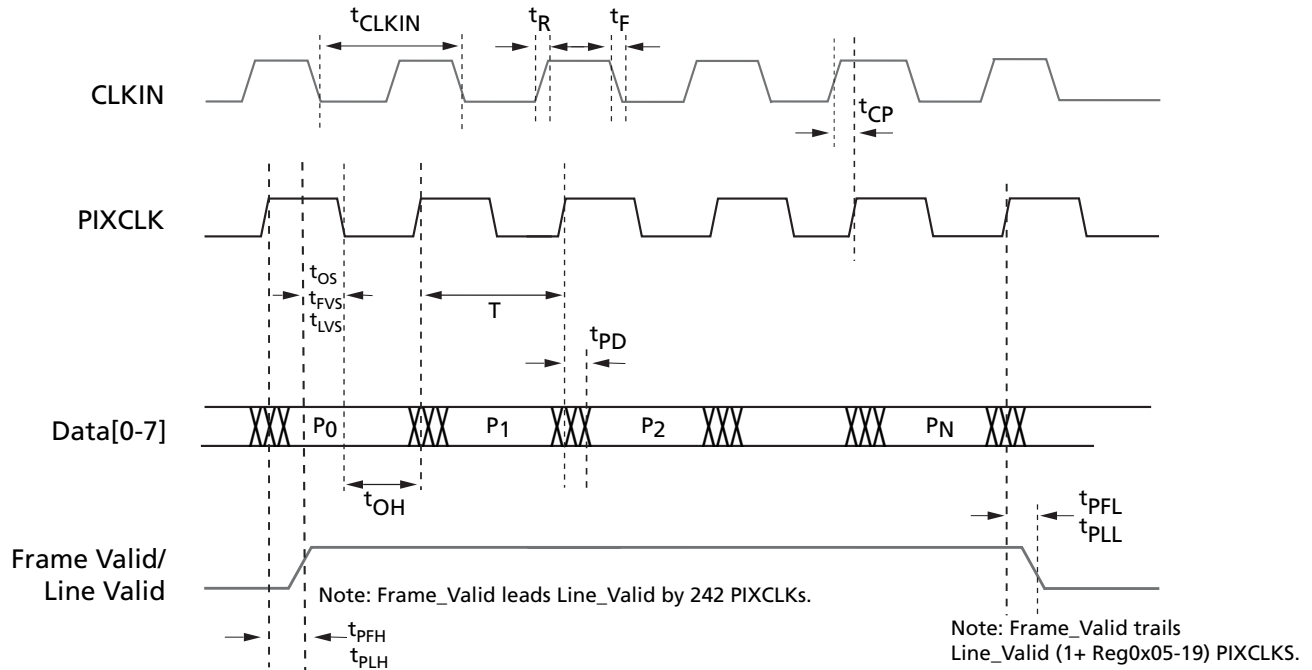 tCLKIN
tR
tF
CLKIN
tCP
PIXCLK
tOS
tFVS
tLVS
T
tPD
Data[0-7]
P0
P1
P2
PN
tOH
tPFL
tPLL
Frame Valid/
Line Valid
Note: Frame_Valid leads Line_Valid by 242 PIXCLKs.
tPFH
tPLH
Note: Frame_Valid trails
Line_Valid (1+ Reg0x05-19) PIXCLKS.